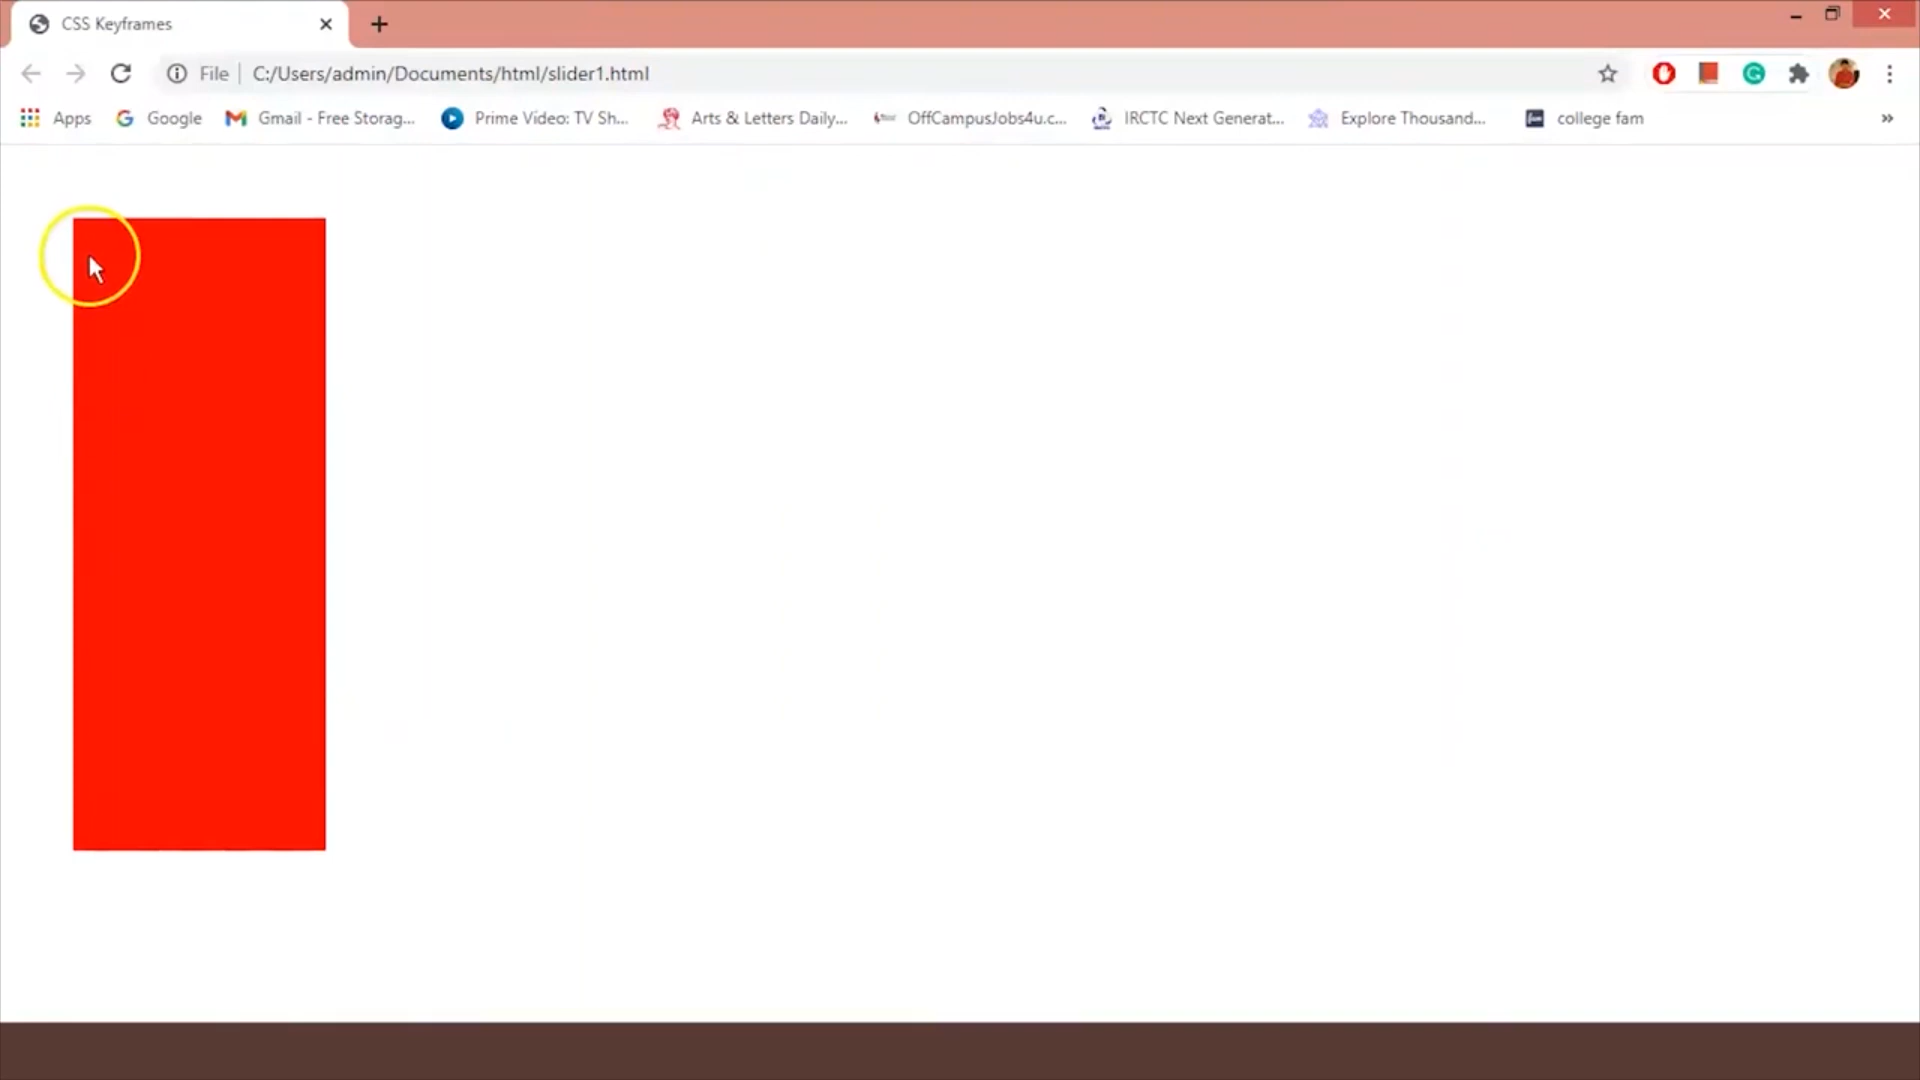 CSS Keyframes
File C:/Users/admin/Documents/html/slider1.html
Apps Google Gmail - Free Storag... Prime Video: TV Sh... Arts & Letters Daily... OffCampusJobs4u.c... IRCTC Next Generat... Explore Thousand... college fam »